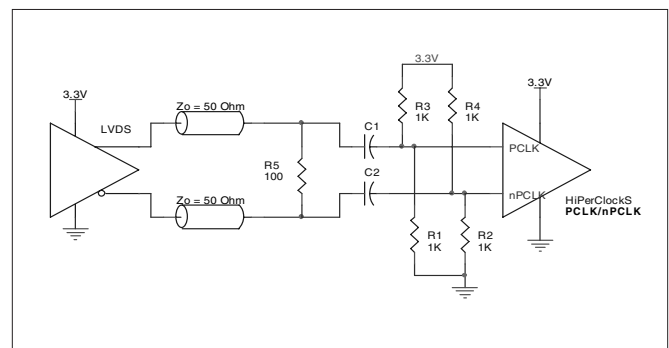 3.3V
3.3V
3.3V
Zo = 50 Ohm
LVDS
R3
1K
R4
1K
C1
PCLK
R5
100
C2
Zo = 50 Ohm
nPCLK
HiPerClockS
PCLK/nPCLK
R1
1K
R2
1K